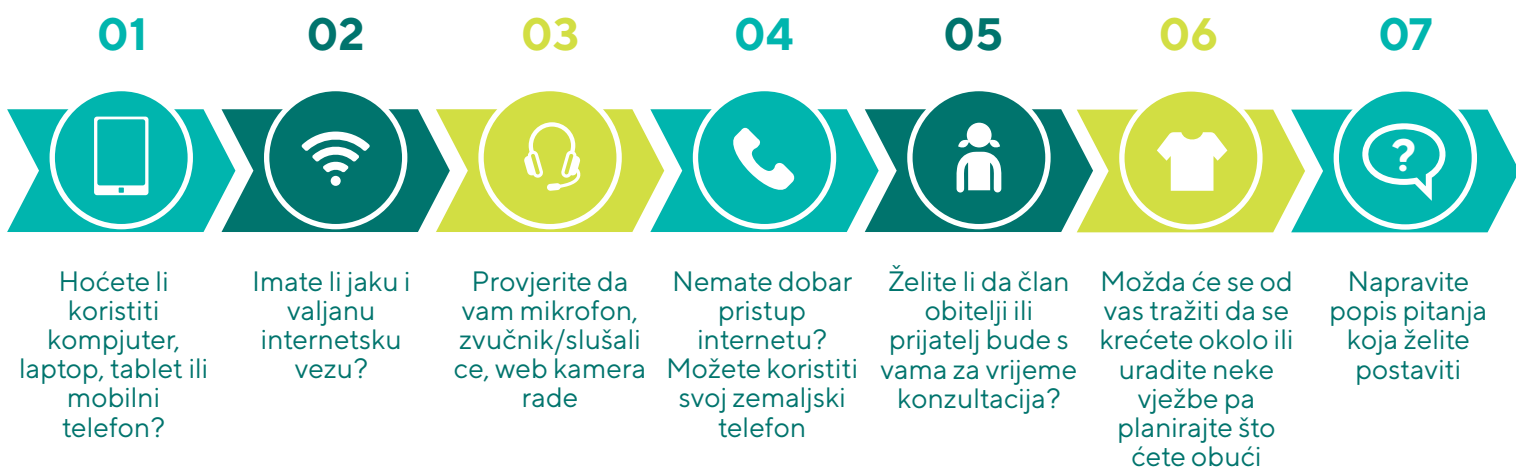 01
Hoćete li
koristiti
kompjuter,
laptop, tablet ili
mobilni
telefon?
02
Imate li jaku i
valjanu
internetsku
vezu?
03
Provjerite da
vam mikrofon,
zvučnik/slušali
ce, web kamera
rade
04
Nemate dobar
pristup
internetu?
Možete koristiti
svoj zemaljski
telefon
05
Želite li da član
obitelji ili
prijatelj bude s
vama za vrijeme
konzultacija?
06
Možda će se od
vas tražiti da se
krećete okolo ili
uradite neke
vježbe pa
planirajte što
ćete obući
07
?
Napravite
popis pitanja
koja želite
postaviti